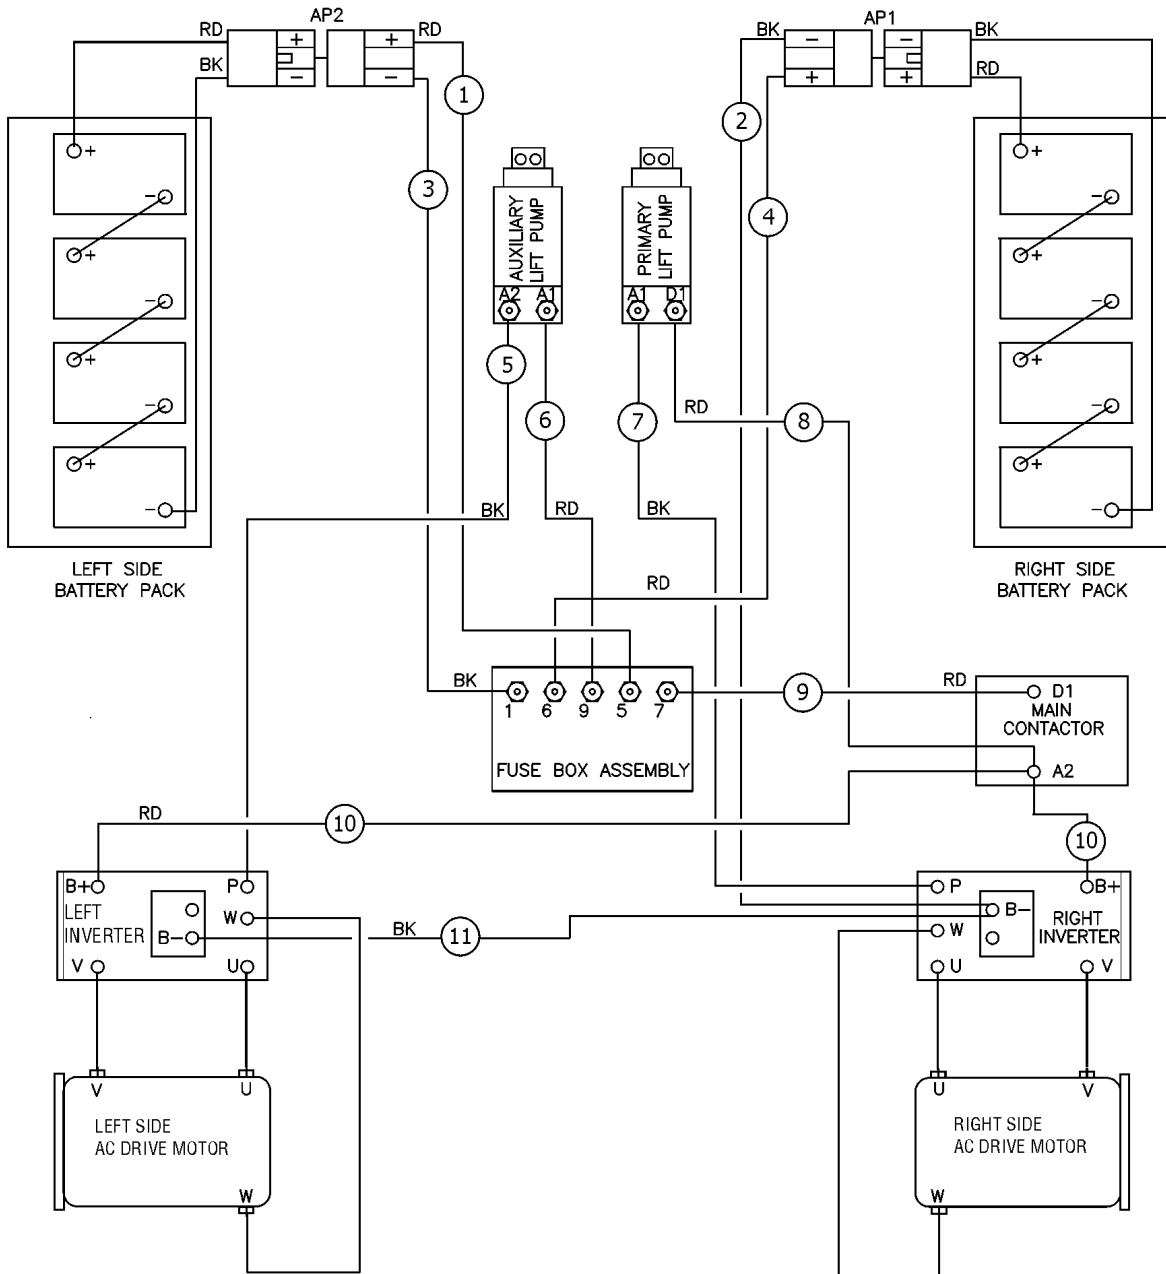 AP2
AP1
RD
+
+
RD
BK
-
-
BK
BK
-
-
1
+
+
RD
2
3
4
+
-
+
-
+
-
+
-
LEFT SIDE
BATTERY PACK
AUXILIARY
LIFT PUMP
A2 A1
PRIMARY
LIFT PUMP
A1 D1
+
-
+
-
+
-
+
-
RIGHT SIDE
BATTERY PACK
5
6
7
RD
8
BK
RD
BK
RD
BK
1
6
9
5
7
FUSE BOX ASSEMBLY
9
RD
D1
MAIN
CONTACTOR
A2
RD
10
10
B+
P
LEFT
INVERTER
W
B-
V
U
BK
11
P
B+
B-
W
RIGHT
INVERTER
U
V
V
U
LEFT SIDE
AC DRIVE MOTOR
W
U
V
RIGHT SIDE
AC DRIVE MOTOR
W